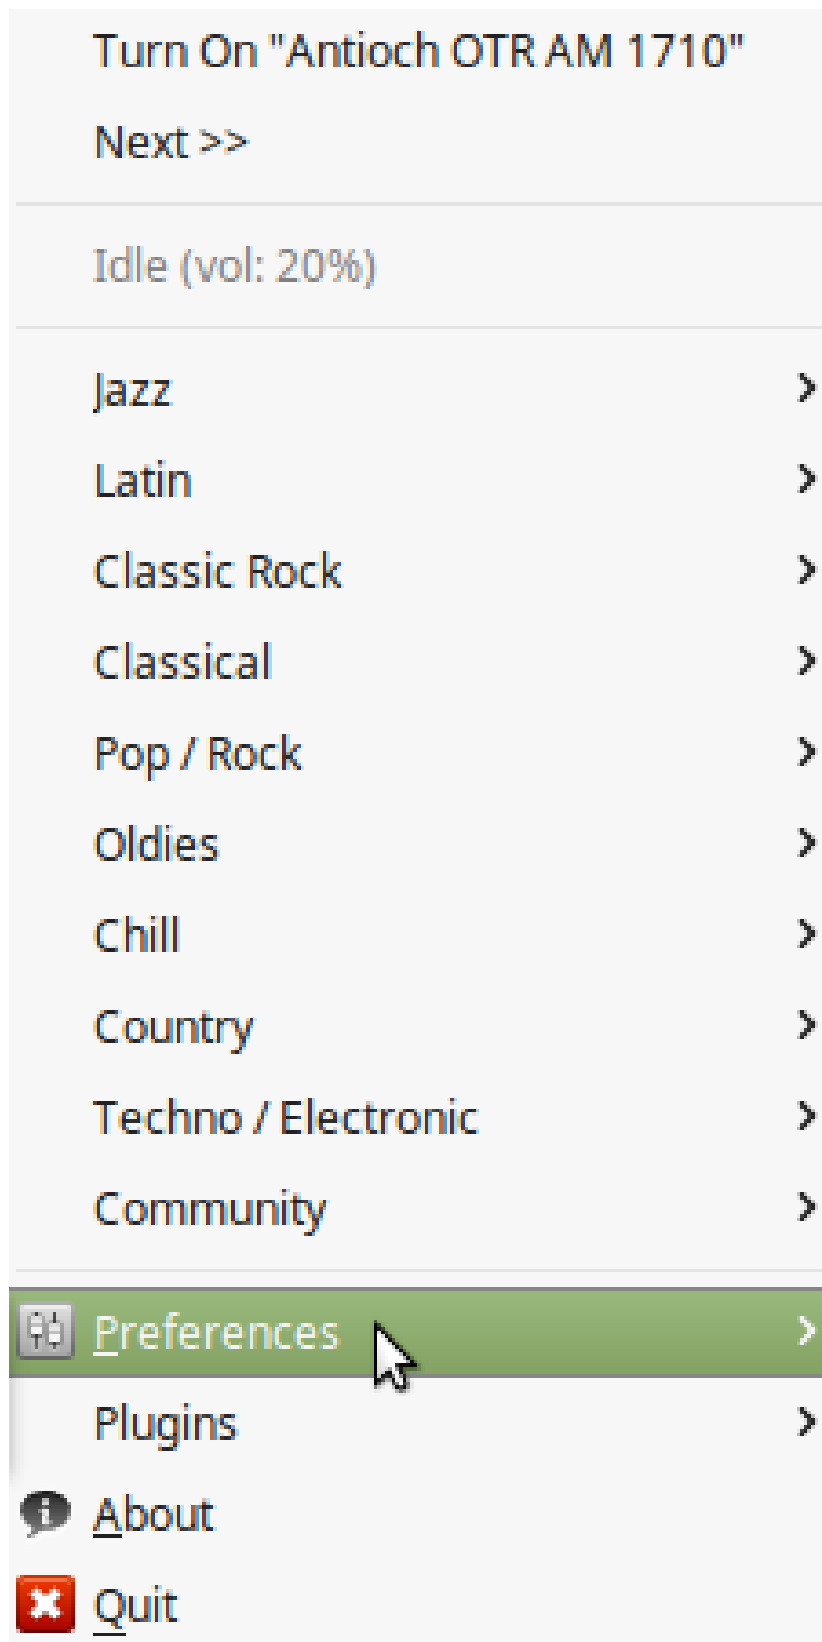 Turn On "Antioch OTR AM 1710"
Next >>
Idle (vol: 20%)
Jazz
Latin
Classic Rock
Classical
Pop / Rock
Oldies
Chill
Country
Techno / Electronic
Community
Preferences
Plugins
About
Quit